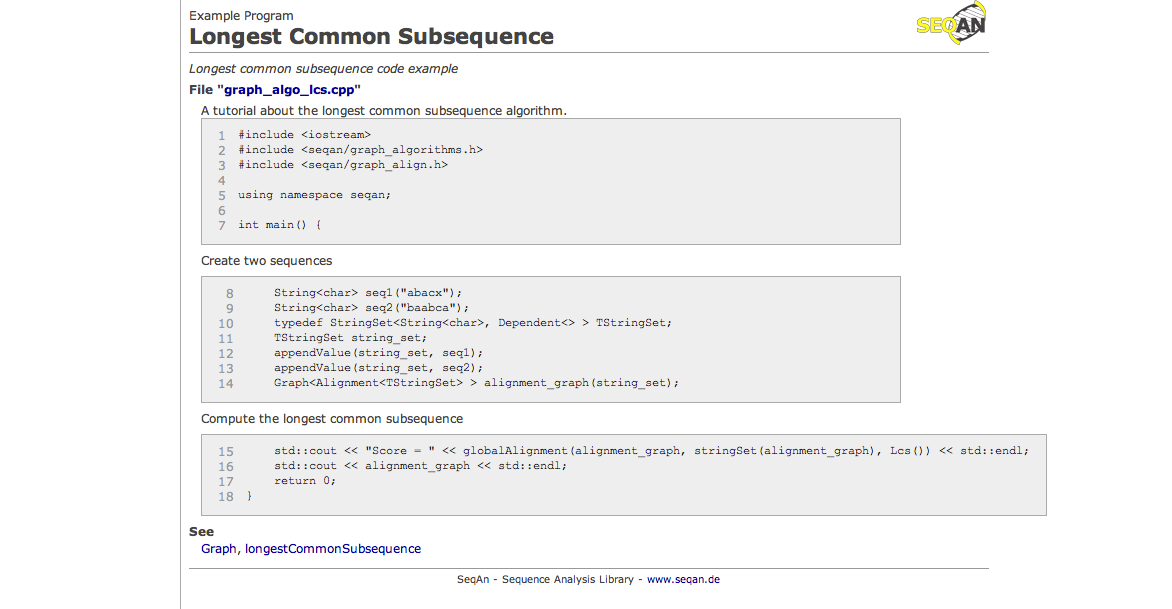 Example Program
SEQAN
Longest Common Subsequence
Longest common subsequence code example
File "graph_algo_lcs.cpp"
A tutorial about the longest common subsequence algorithm.
1 #include <iostream>
2 #include <seqan/graph_algorithms.h>
3 #include <seqan/graph_align.h>
4
5 using namespace seqan;
6
7 int main() {
Create two sequences
8 String<char> seq1("abacx");
9 String<char> seq2("baabca");
10 typedef StringSet<String<char>, Dependent<> > TStringSet;
11 TStringSet string_set;
12 appendValue(string_set, seq1);
13 appendValue(string_set, seq2);
14 Graph<Alignment<TStringSet> > alignment_graph(string_set);
Compute the longest common subsequence
15 std::cout << "Score = " << globalAlignment(alignment_graph, stringSet(alignment_graph), Lcs()) << std::endl;
16 std::cout << alignment_graph << std::endl;
17 return 0;
18 }
See
Graph, longestCommonSubsequence
SeqAn - Sequence Analysis Library - www.seqan.de